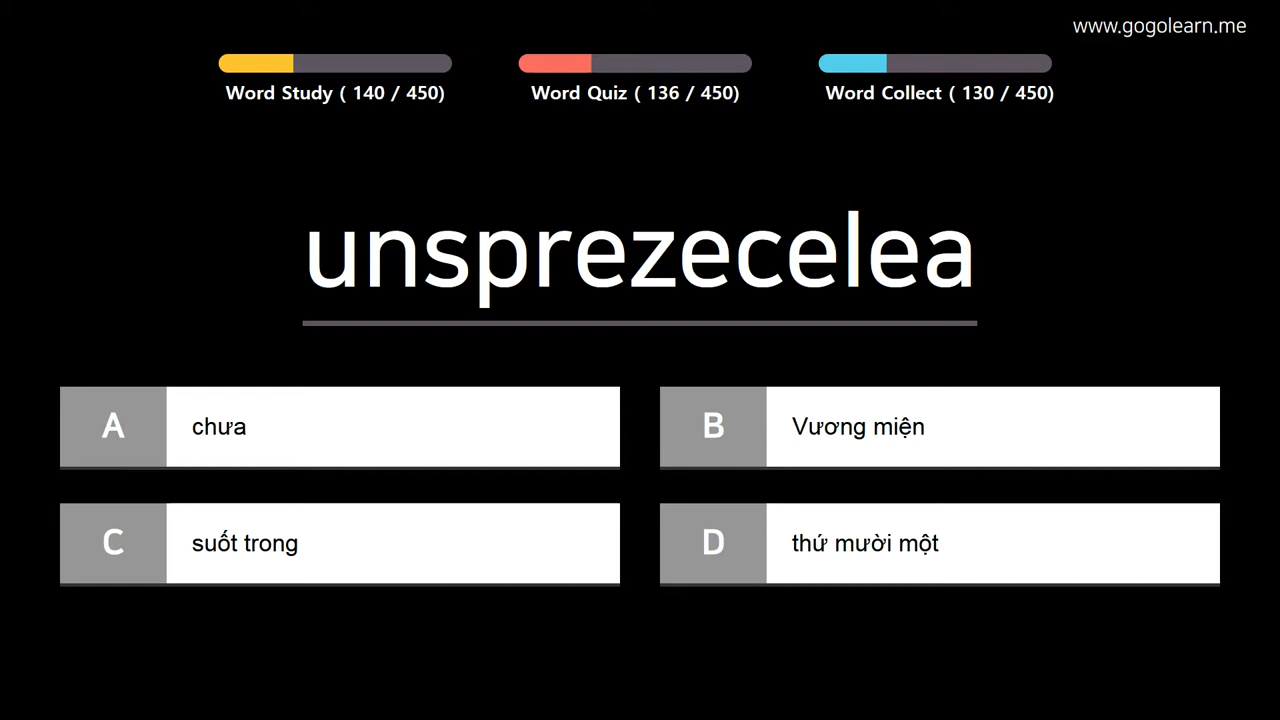 www.gogolearn.me
Word Study ( 140 / 450)
Word Quiz ( 136 / 450)
Word Collect ( 130 / 450)
unsprezecelea
A
chưa
B
Vương miện
C
suốt trong
D
thứ mười một